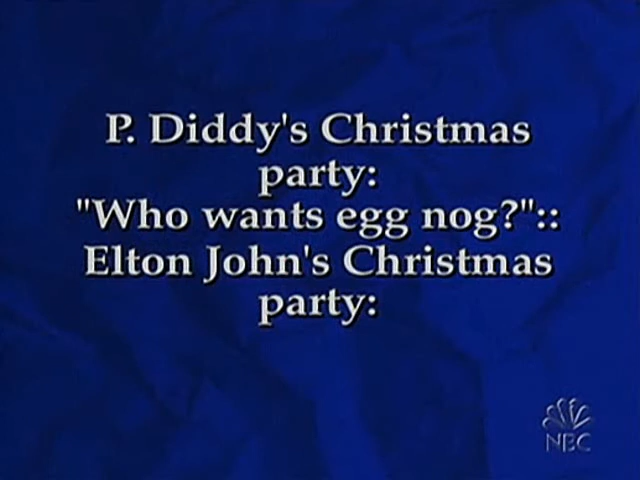 P. Diddy's Christmas
party:
"Who wants egg nog?"::
Elton John's Christmas
party:
NBC